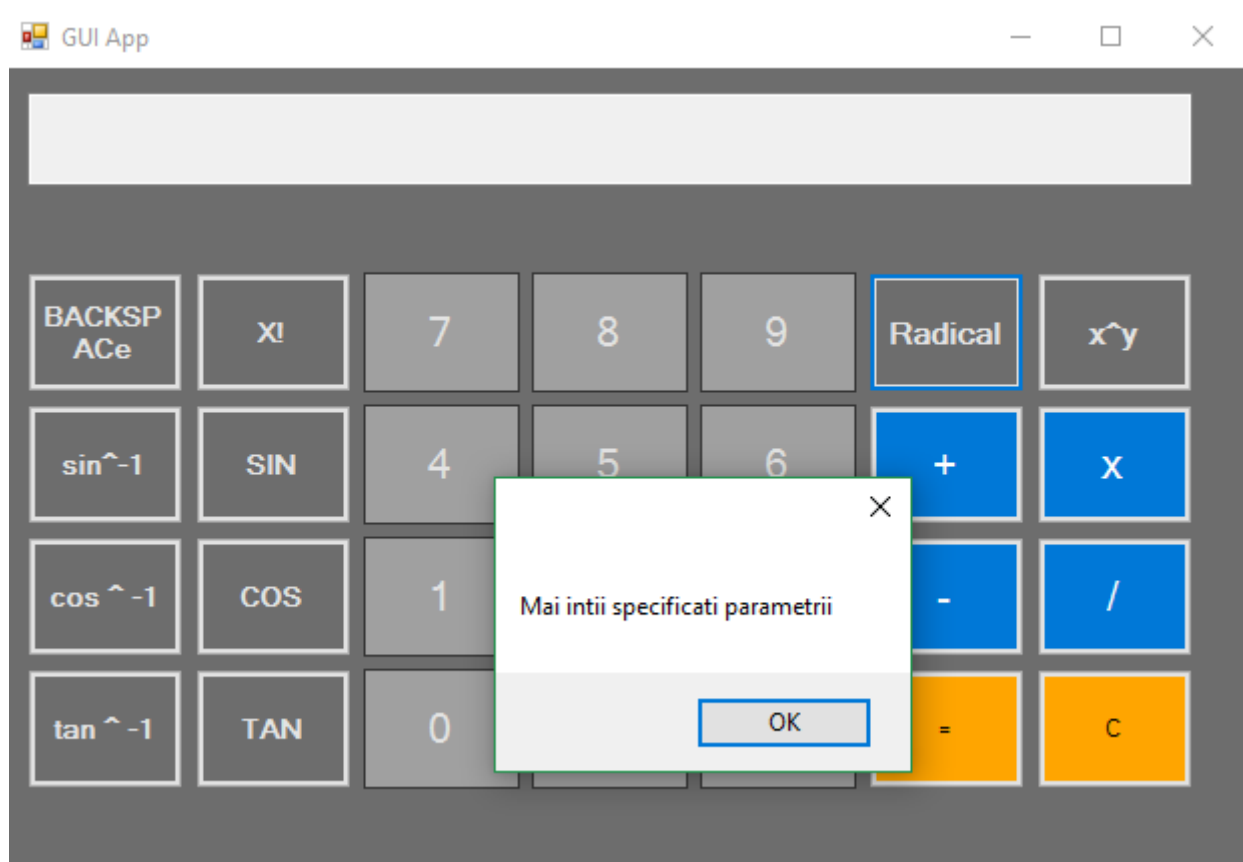 GUI App
BACKSP
ACe
X!
7
8
9
Radical
x^y
sin^-1
SIN
4
5
6
+
x
cos ^ -1
COS
1
Mai intii specificati parametrii
-
/
tan ^ -1
TAN
0
OK
=
C